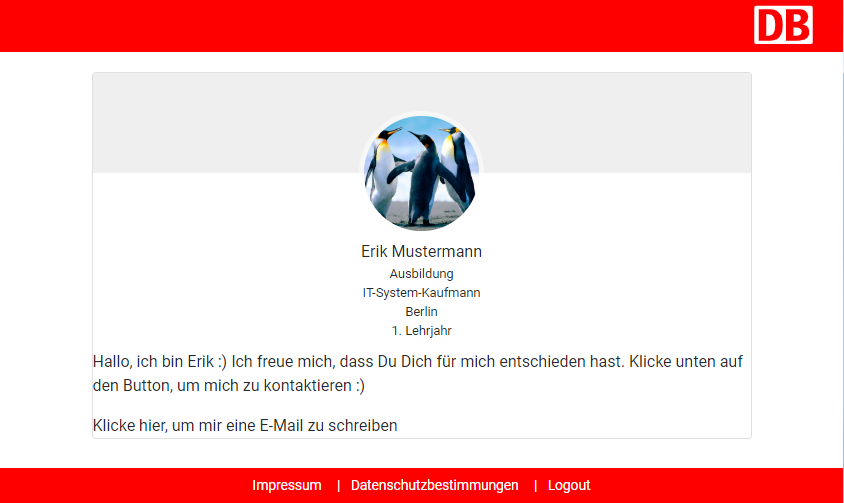 DB
Erik Mustermann
Ausbildung
IT-System-Kaufmann
Berlin
1. Lehrjahr
Hallo, ich bin Erik :) Ich freue mich, dass Du Dich für mich entschieden hast. Klicke unten auf
den Button, um mich zu kontaktieren :)
Klicke hier, um mir eine E-Mail zu schreiben
Impressum | Datenschutzbestimmungen | Logout